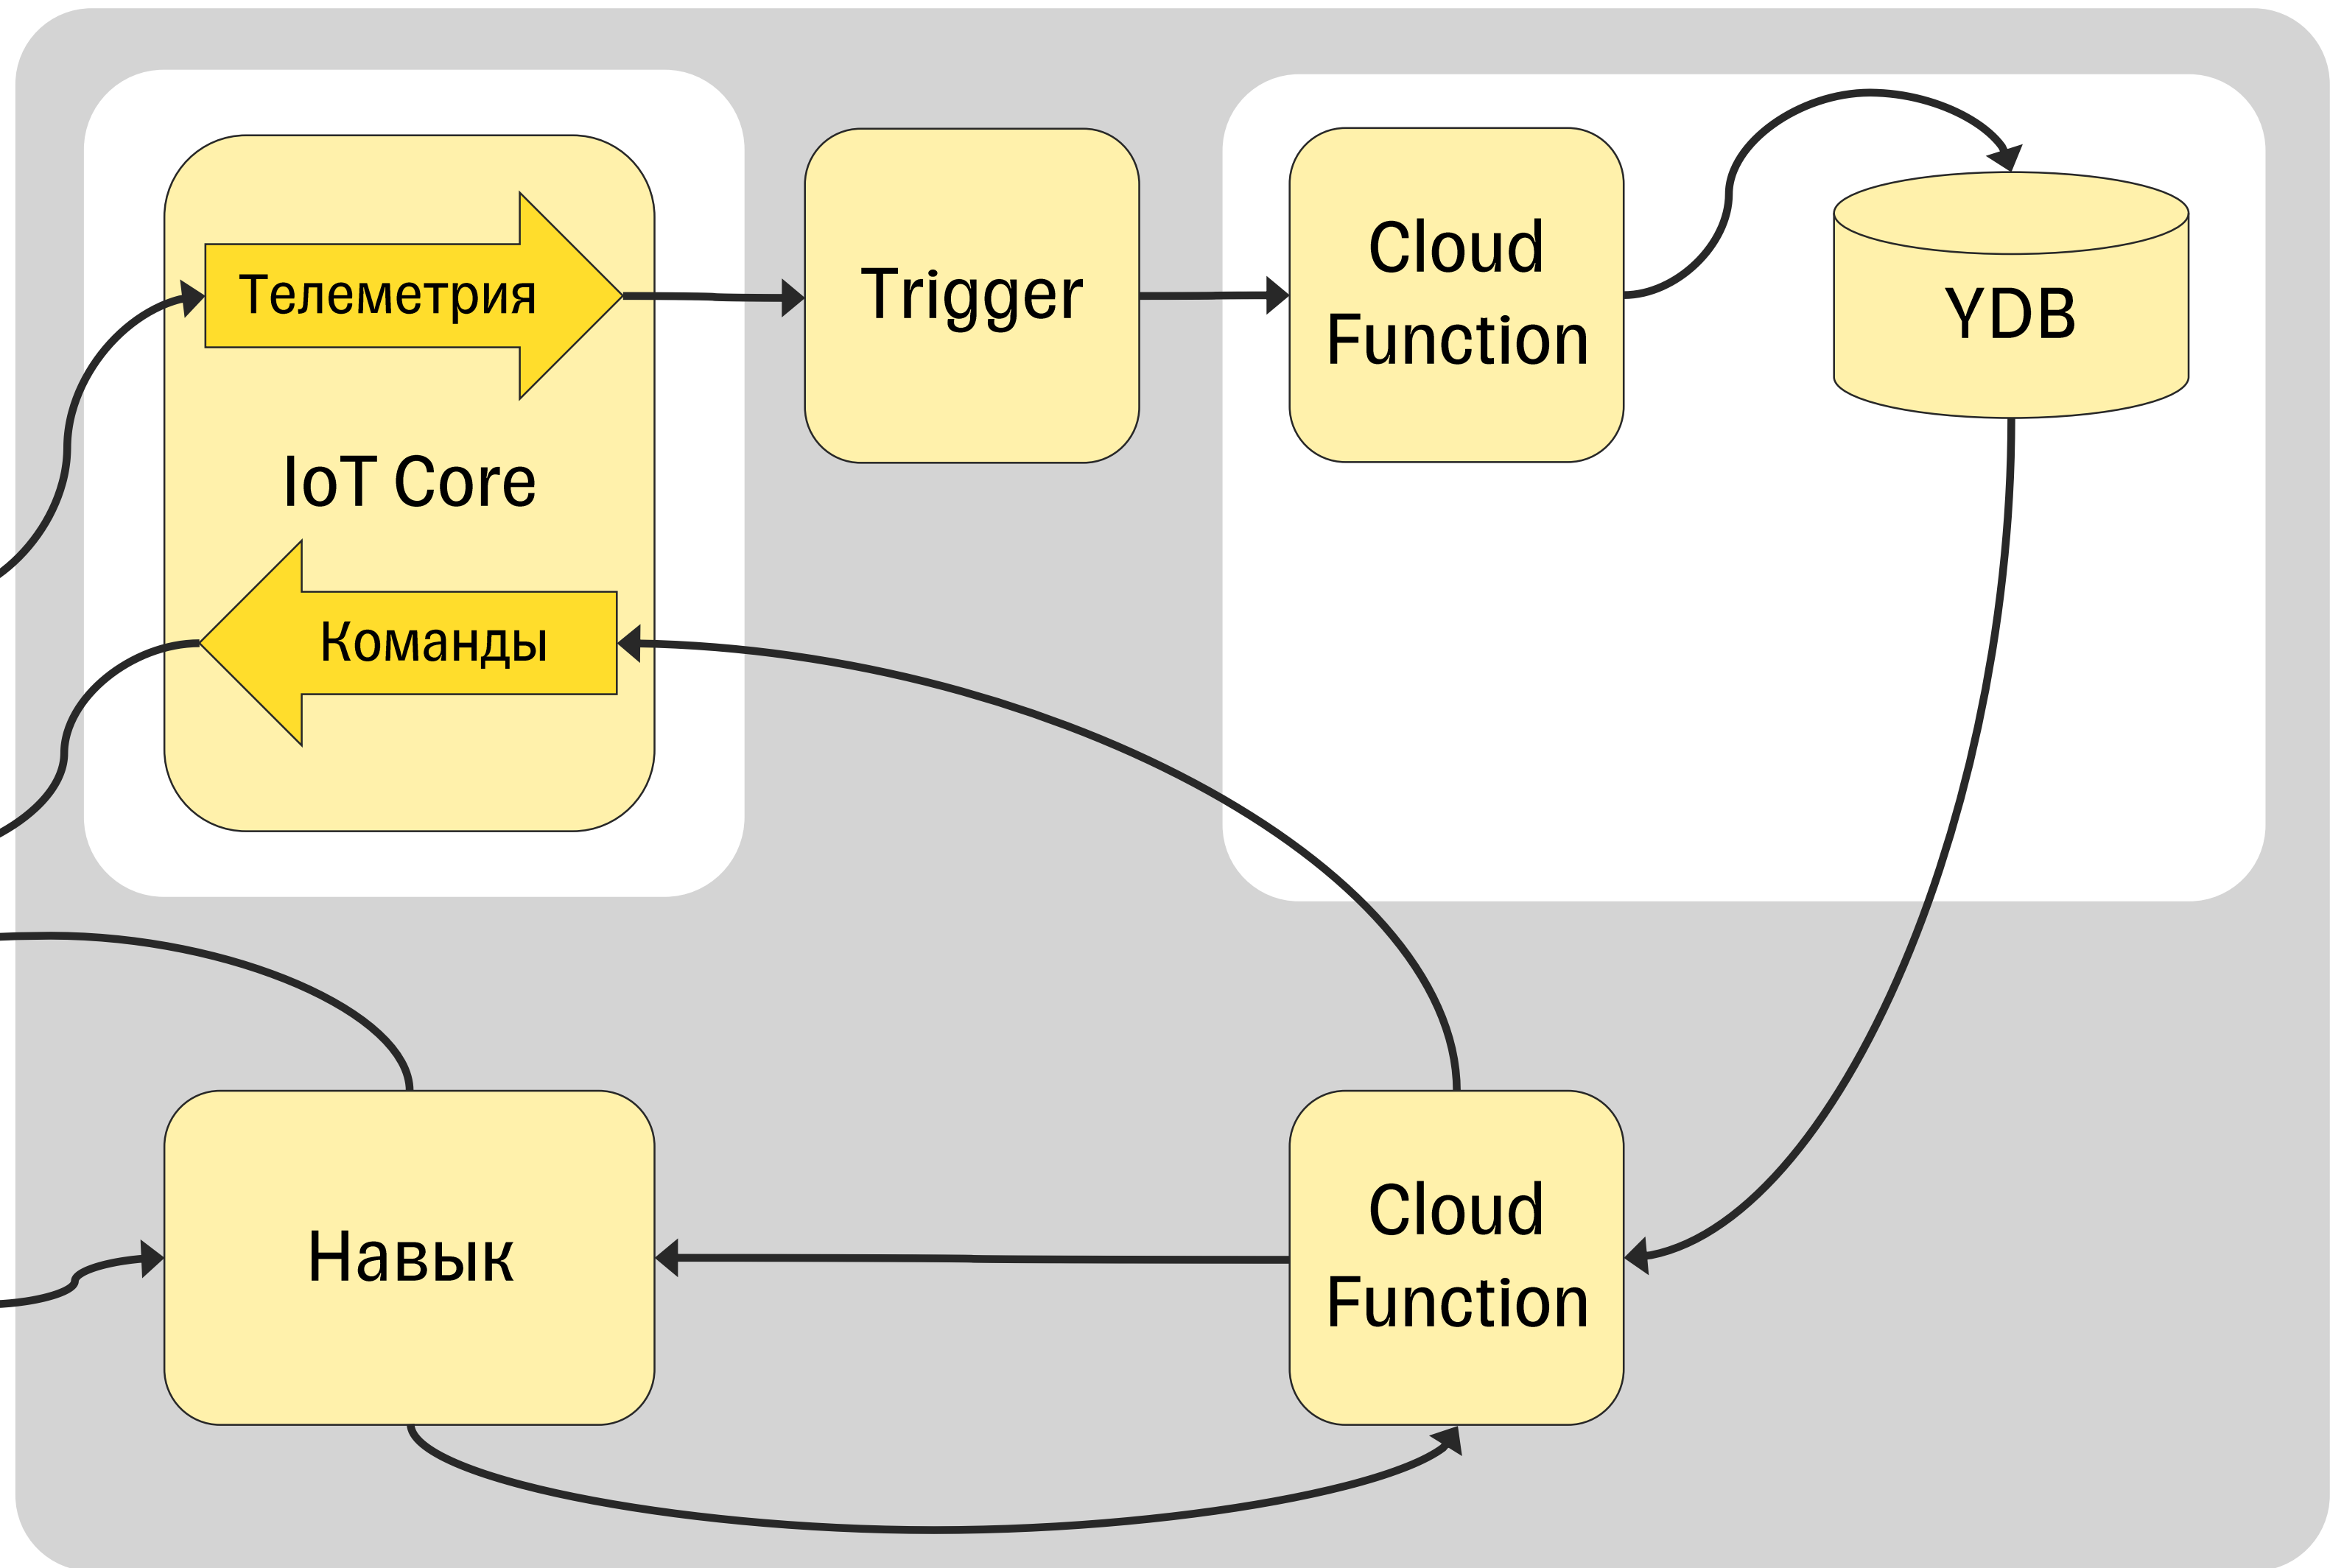 Телеметрия
IoT Core
Команды
Trigger
Cloud
Function
YDB
Навык
Cloud
Function